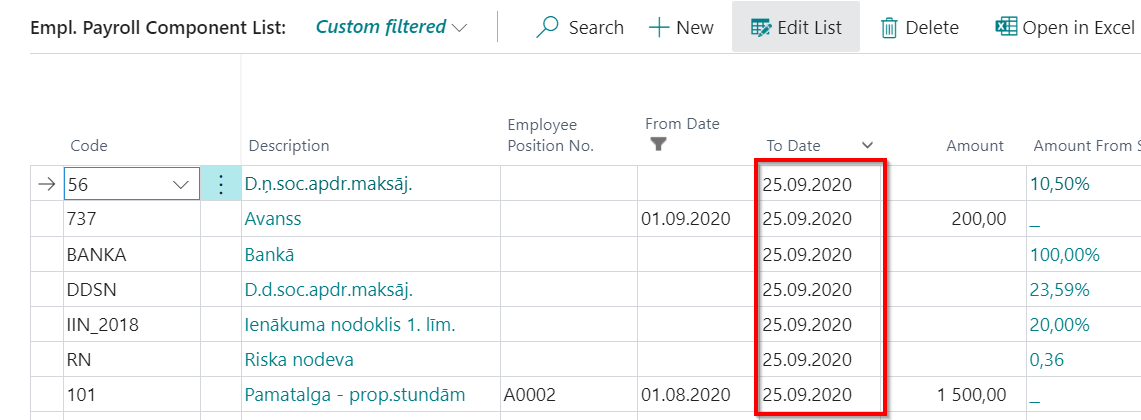 Empl. Payroll Component List: Custom filtered Search New Edit List Delete Open in Excel
Code Description Employee Position No. From Date To Date Amount Amount From S
56 D.ņ.soc.apdr.maksāj. 25.09.2020 10,50%
737 Avanss 01.09.2020 25.09.2020 200,00 _
BANKA Bankā 25.09.2020 100,00%
DDSN D.d.soc.apdr.maksāj. 25.09.2020 23,59%
IIN_2018 Ienākuma nodoklis 1. līm. 25.09.2020 20,00%
RN Riska nodeva 25.09.2020 0,36
101 Pamatalga - prop.stundām A0002 01.08.2020 25.09.2020 1 500,00 _